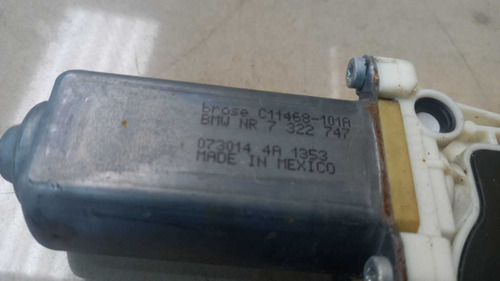 brose C11468-101A
BMW NR 7 322 747
073014 4A 1353
MADE IN MEXICO